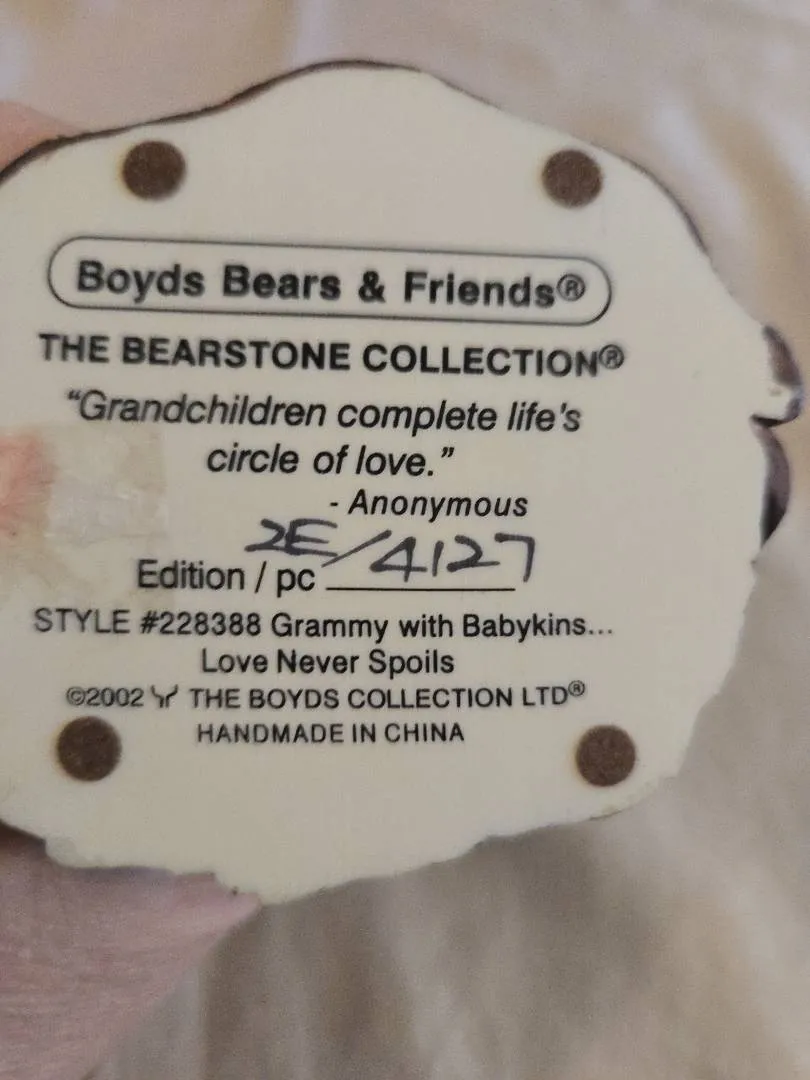 Boyds Bears & Friends®
THE BEARSTONE COLLECTION®
“Grandchildren complete life's
circle of love.”
- Anonymous
2E/4127
Edition / pc
STYLE #228388 Grammy with Babykins...
Love Never Spoils
©2002 THE BOYDS COLLECTION LTD®
HANDMADE IN CHINA